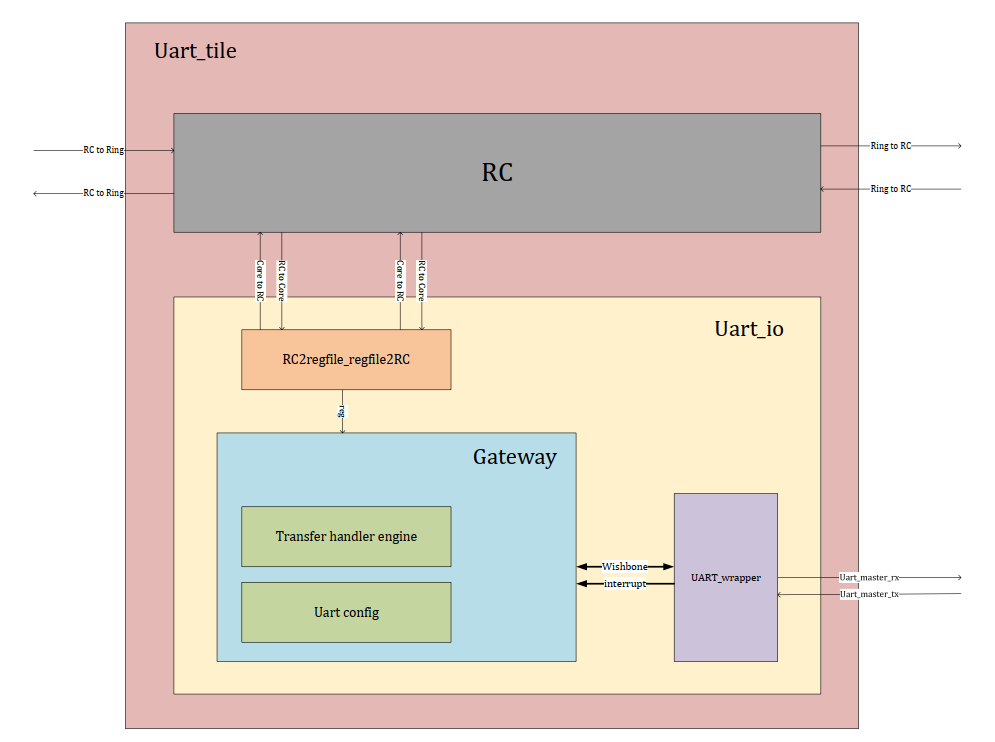 Uart_tile
RC to Ring
RC
Ring to RC
RC to Ring
Ring to RC
Core to RC
RC to Core
Core to RC
RC to Core
Uart_io
RC2regfile_regfile2RC
reg
Gateway
Transfer handler engine
Wishbone
UART_wrapper
Uart_master_rx
interrupt
Uart_master_tx
Uart config